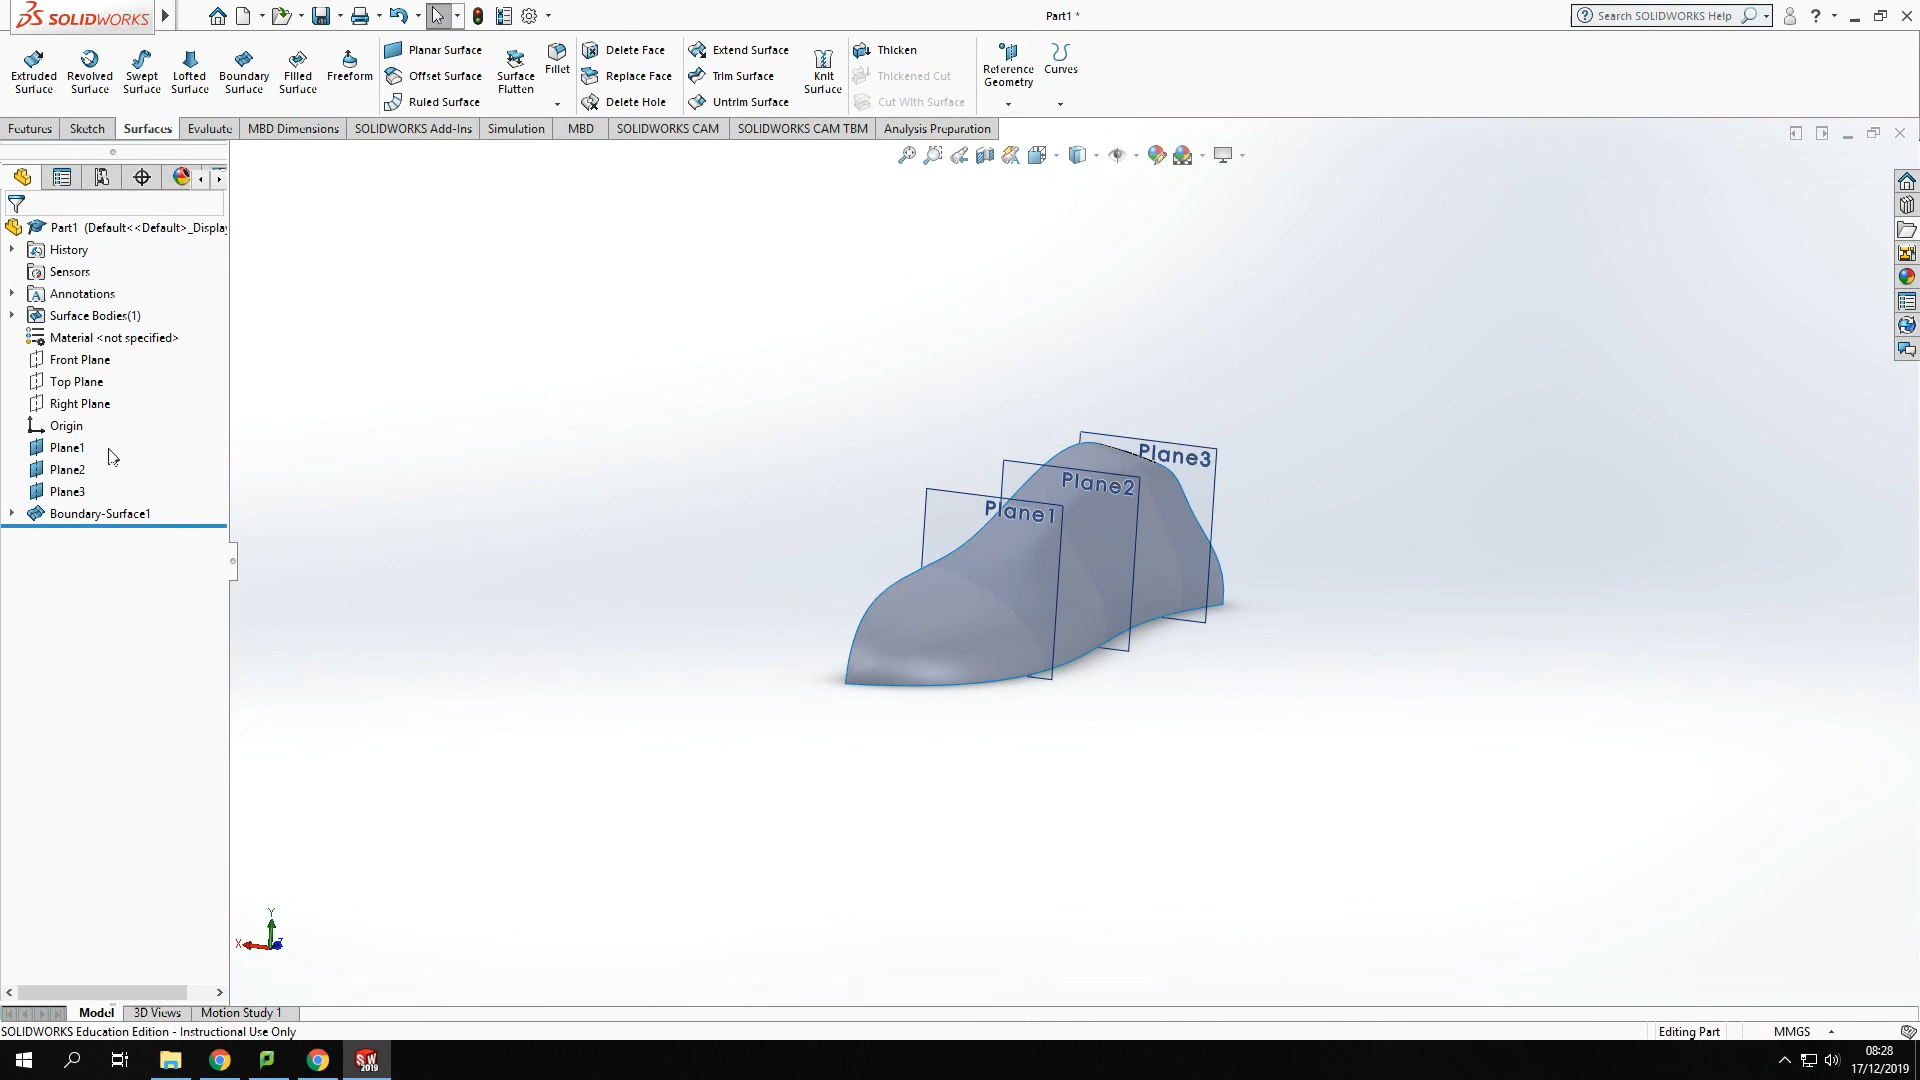 SOLIDWORKS
Part1 *
Search SOLIDWORKS Help
Extruded Surface
Revolved Surface
Swept Surface
Lofted Surface
Boundary Surface
Filled Surface
Freeform
Planar Surface
Offset Surface
Ruled Surface
Surface Flatten
Fillet
Delete Face
Replace Face
Delete Hole
Extend Surface
Trim Surface
Untrim Surface
Knit Surface
Thicken
Thickened Cut
Cut With Surface
Reference Geometry
Curves
Features
Sketch
Surfaces
Evaluate
MBD Dimensions
SOLIDWORKS Add-Ins
Simulation
MBD
SOLIDWORKS CAM
SOLIDWORKS CAM TBM
Analysis Preparation
Part1 (Default<<Default>_Display
History
Sensors
Annotations
Surface Bodies(1)
Material <not specified>
Front Plane
Top Plane
Right Plane
Origin
Plane1
Plane2
Plane3
Boundary-Surface1
Plane3
Plane2
Plane1
Y
X
Z
Model
3D Views
Motion Study 1
SOLIDWORKS Education Edition - Instructional Use Only
Editing Part
MMGS
SW 2019
08:28
17/12/2019